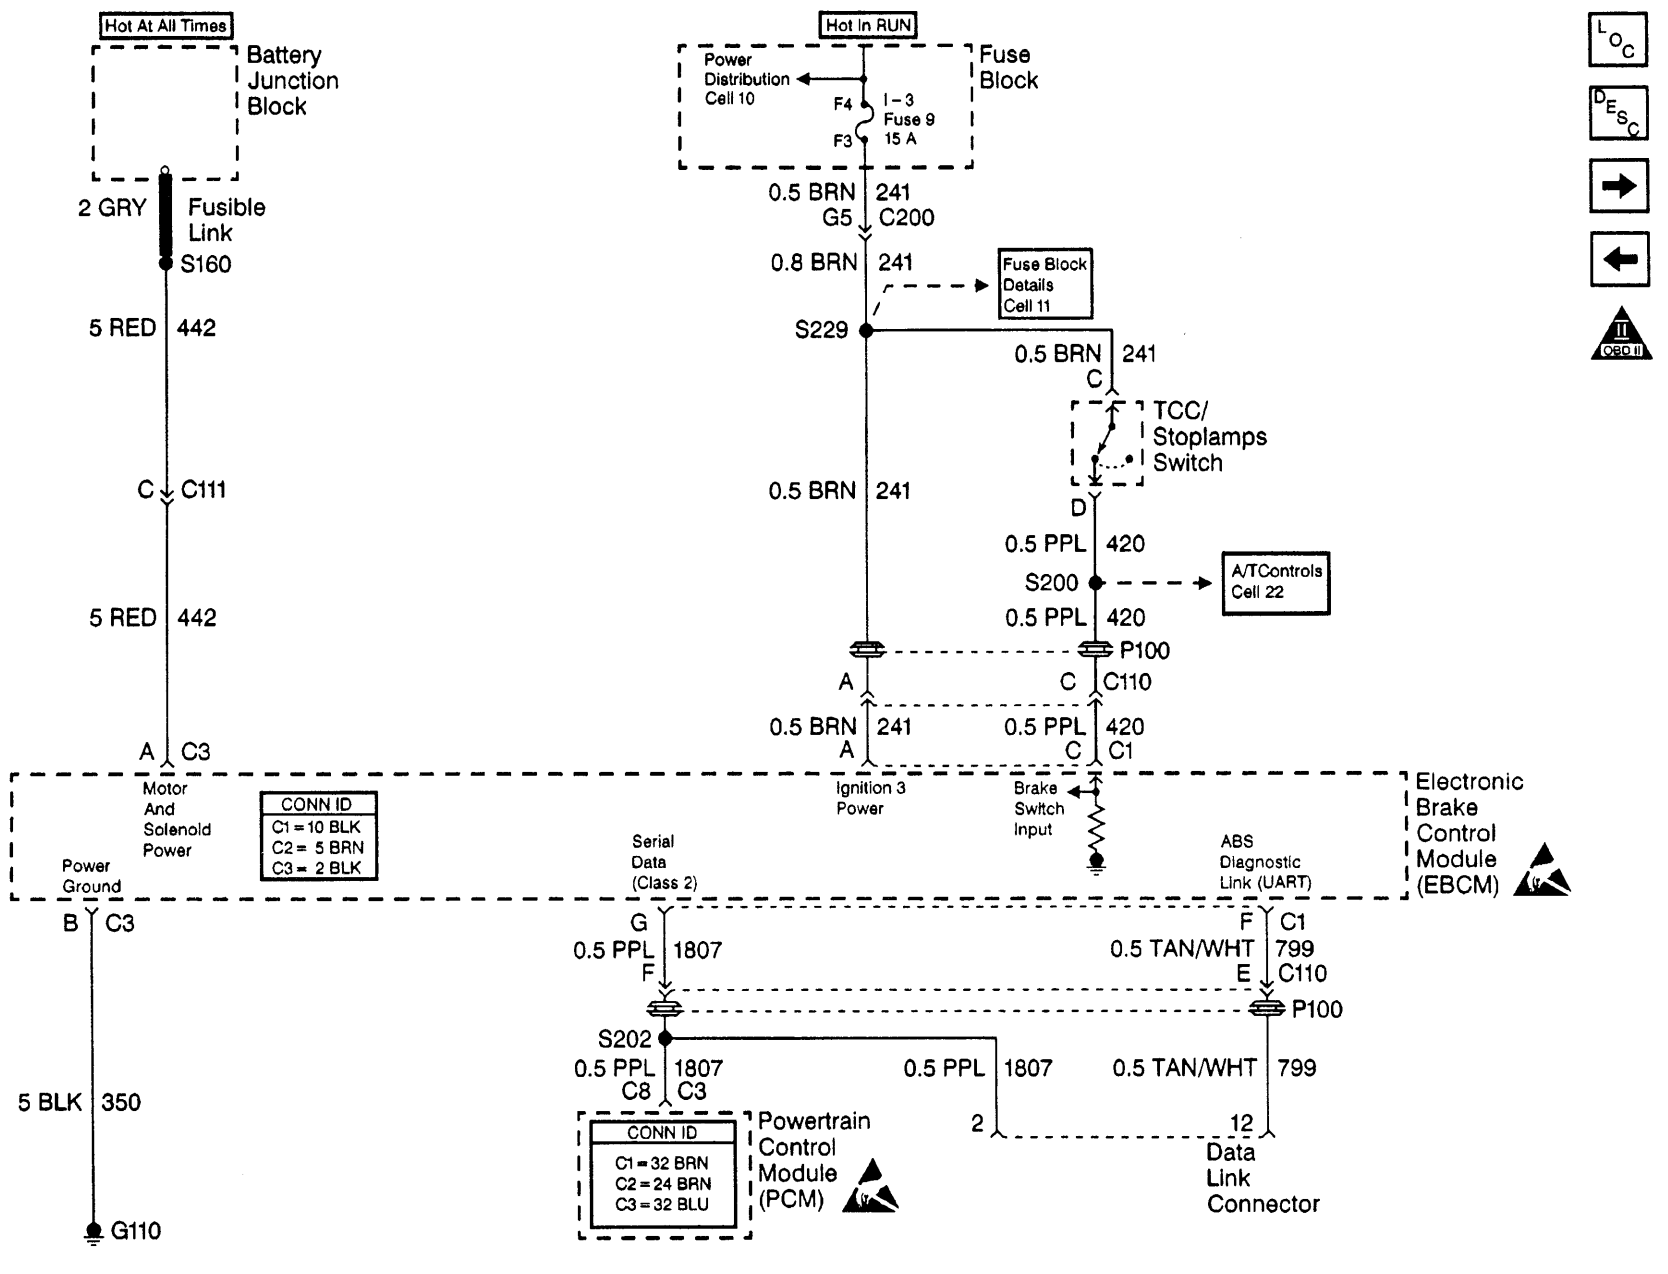 Hot At All Times
Battery
Junction
Block
2 GRY
Fusible
Link
S160
5 RED 442
C C111
5 RED 442
A C3
Hot In RUN
Power
Distribution
Cell 10
F4
F3
I-3
Fuse 9
15 A
Fuse
Block
0.5 BRN 241
G5 C200
0.8 BRN 241
Fuse Block
Details
Cell 11
S229
0.5 BRN 241
C
TCC/
Stoplamps
Switch
D
0.5 BRN 241
0.5 PPL 420
S200
A/TControls
Cell 22
0.5 PPL 420
P100
A C C110
0.5 BRN 241 0.5 PPL 420
A C C1
Motor
And
Solenoid
Power
Power
Ground
CONN ID
C1=10 BLK
C2= 5 BRN
C3= 2 BLK
Serial
Data
(Class 2)
Ignition 3
Power
Brake
Switch
Input
ABS
Diagnostic
Link (UART)
Electronic
Brake
Control
Module
(EBCM)
B C3
5 BLK 350
G110
G F C1
0.5 PPL 1807 0.5 TAN/WHT 799
F E C110
P100
S202
0.5 PPL 1807 0.5 PPL 1807 0.5 TAN/WHT 799
C8 C3
2 12
CONN ID
C1=32 BRN
C2=24 BRN
C3=32 BLU
Powertrain
Control
Module
(PCM)
Data
Link
Connector
LOC
DESC
II
OBD II